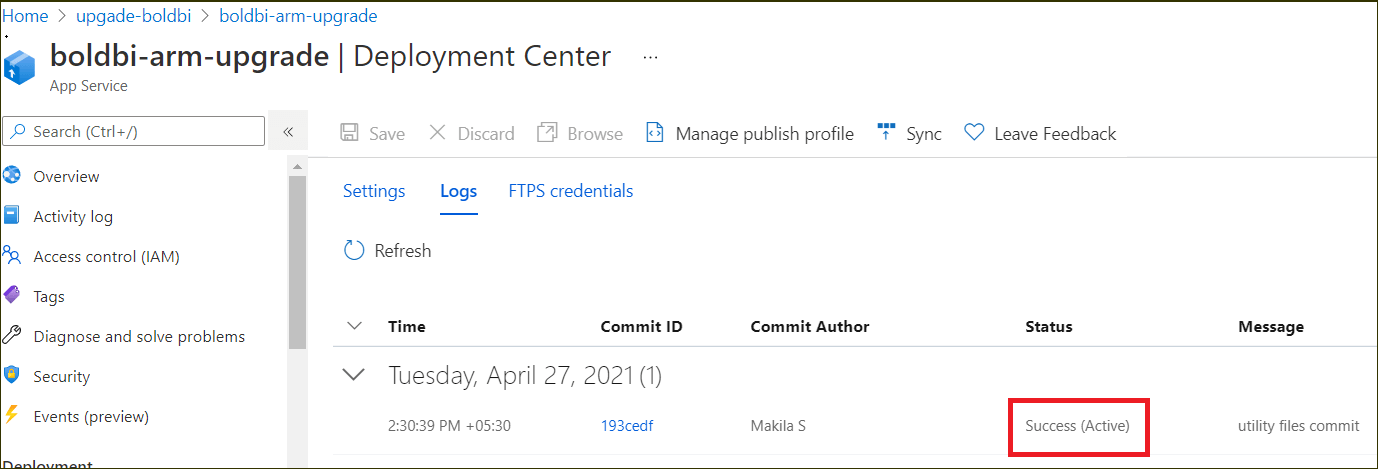 Home > upgade-boldbi > boldbi-arm-upgrade
boldbi-arm-upgrade | Deployment Center ...
App Service
Search (Ctrl+/) «
Save Discard Browse Manage publish profile Sync Leave Feedback
Overview
Activity log
Access control (IAM)
Tags
Diagnose and solve problems
Security
Events (preview)
Deployment
Settings Logs FTPS credentials
Refresh
Time Commit ID Commit Author Status Message
Tuesday, April 27, 2021 (1)
2:30:39 PM +05:30 193cedf Makila S Success (Active) utility files commit